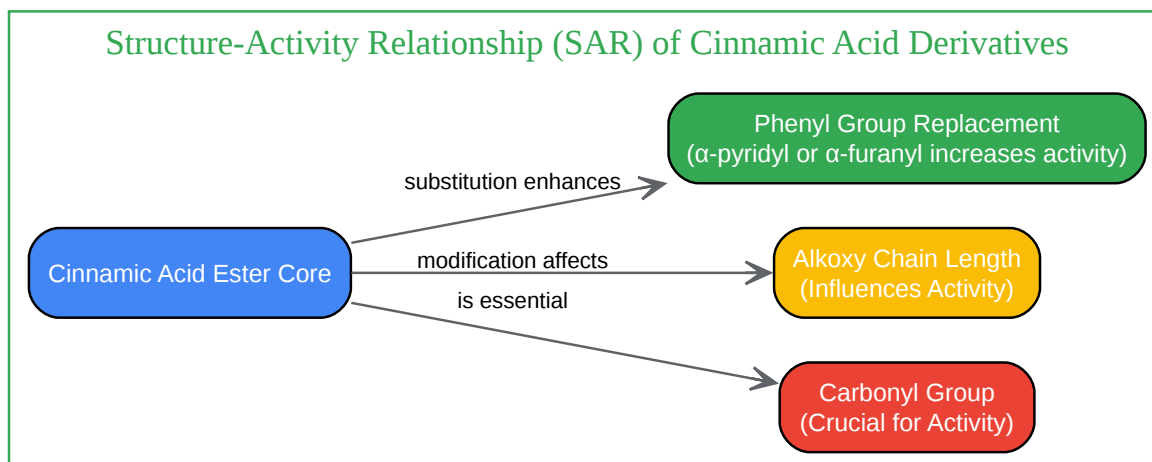 Structure-Activity Relationship (SAR) of Cinnamic Acid Derivatives
Phenyl Group Replacement
(α-pyridyl or α-furanyl increases activity)
substitution enhances
Cinnamic Acid Ester Core
modification affects
Alkoxy Chain Length
(Influences Activity)
is essential
Carbonyl Group
(Crucial for Activity)